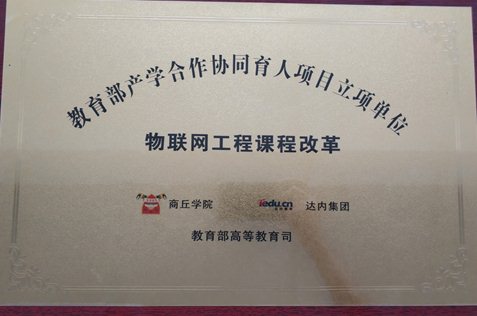 教育部产学合作协同育人项目立项单位
物联网工程课程改革
商丘学院 iedu.cn 达内集团
教育部高等教育司